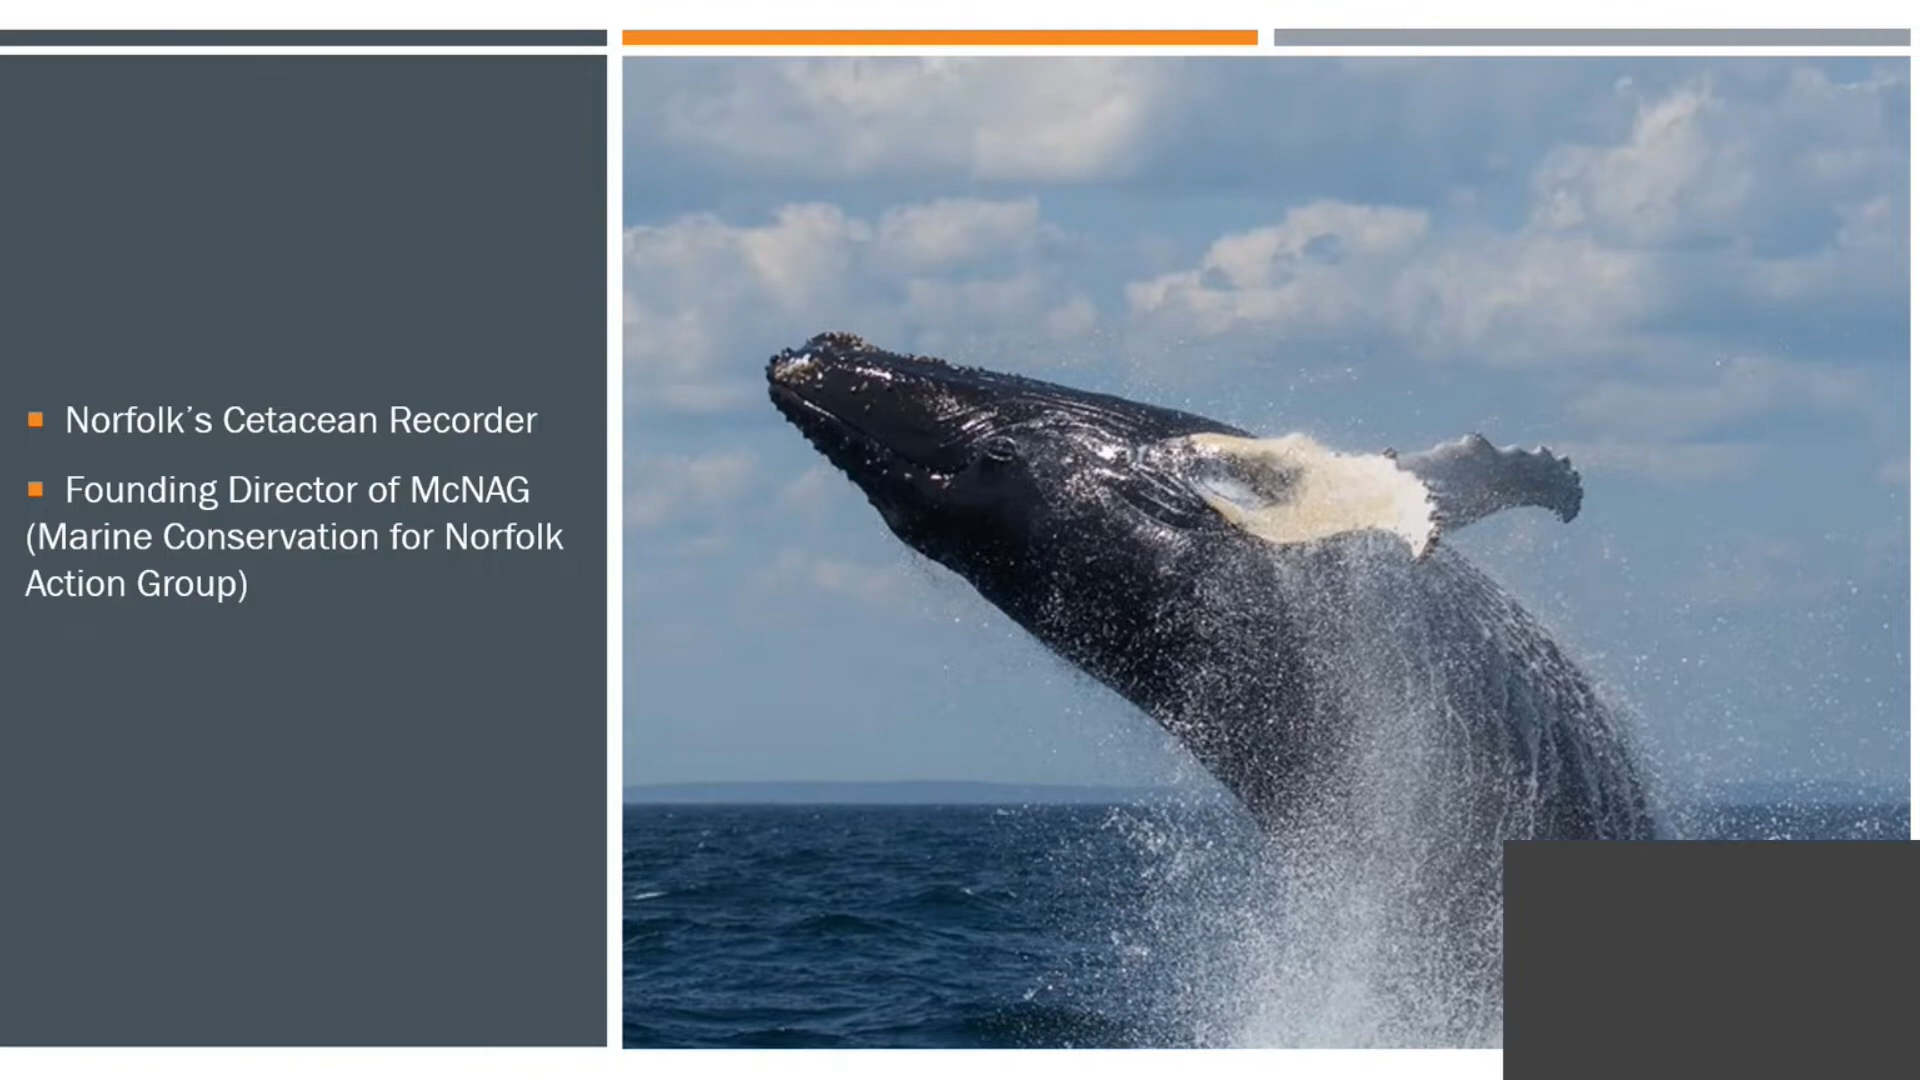 Norfolk’s Cetacean Recorder
Founding Director of McNAG
(Marine Conservation for Norfolk
Action Group)